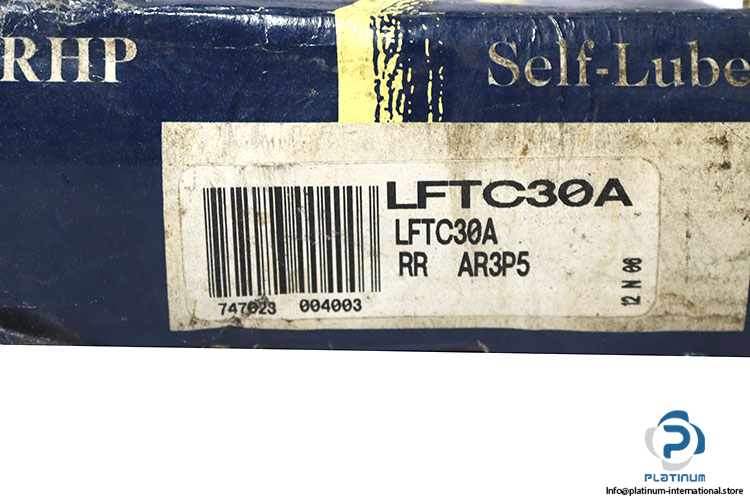 RHP
Self-Lube
LFTC30A
LFTC30A
RR AR3P5
747023 004003
12 N 06
PLATINUM
Info@platinum-international.store